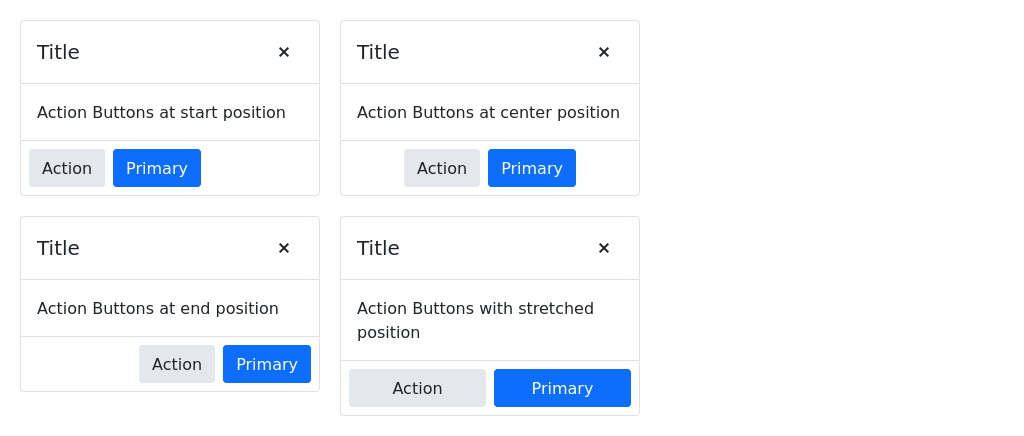 Title
Action Buttons at start position
Action Primary
Title
Action Buttons at center position
Action Primary
Title
Action Buttons at end position
Action Primary
Title
Action Buttons with stretched
position
Action Primary